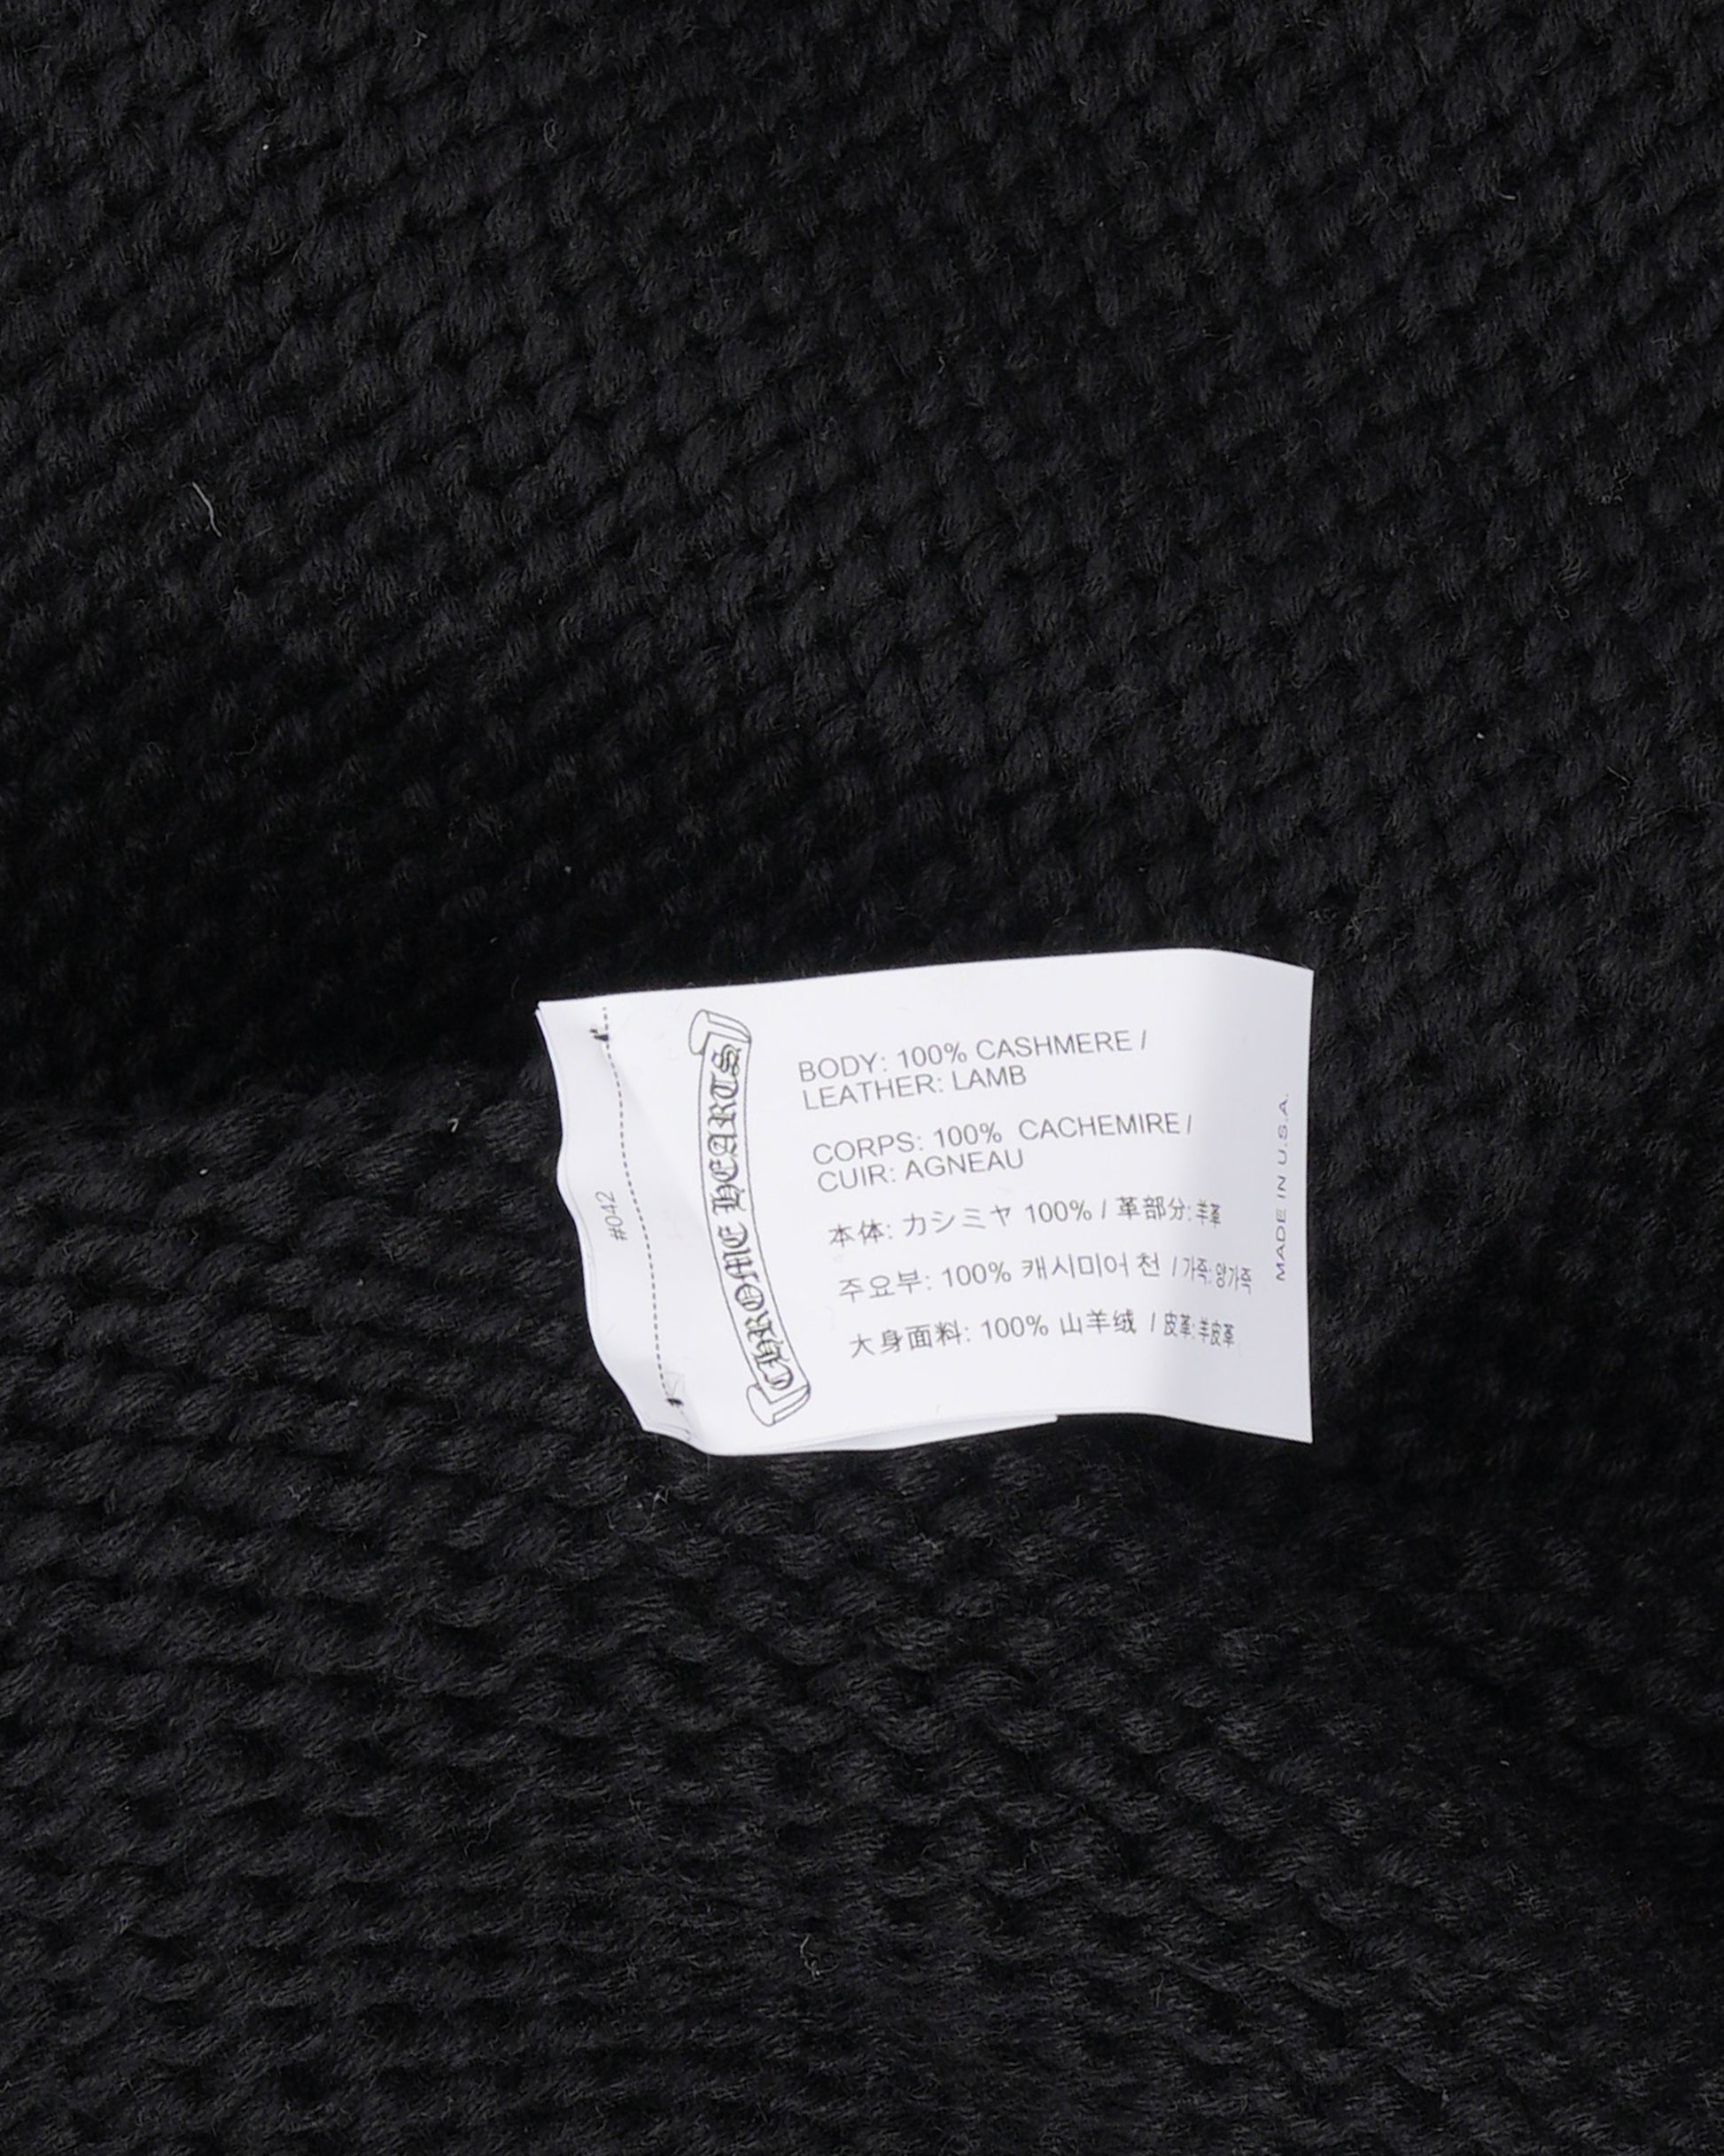 #042
CHROME HEARTS
BODY: 100% CASHMERE /
LEATHER: LAMB
CORPS: 100% CACHEMIRE /
CUIR: AGNEAU
本体: カシミヤ 100% / 革部分: 羊革
주요부: 100% 캐시미어 천 / 가죽: 양가죽
大身面料: 100% 山羊绒 / 皮革: 羊皮革
MADE IN U.S.A.